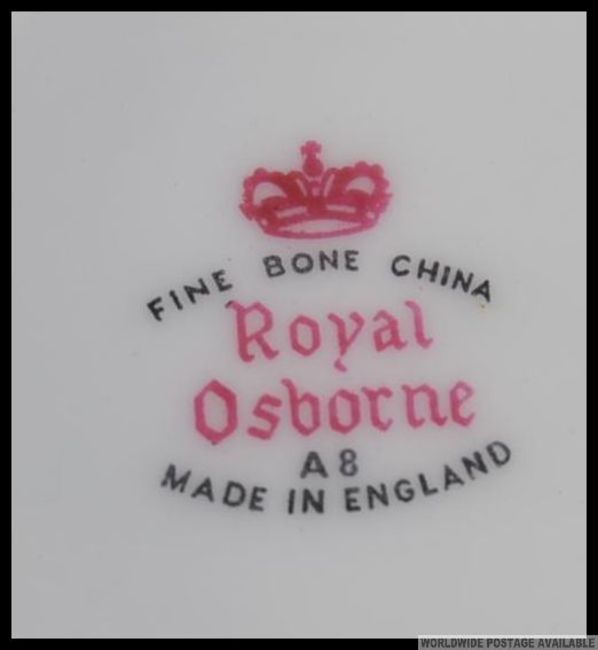 FINE BONE CHINA
Royal
Osborne
A8
MADE IN ENGLAND
WORLDWIDE POSTAGE AVAILABLE